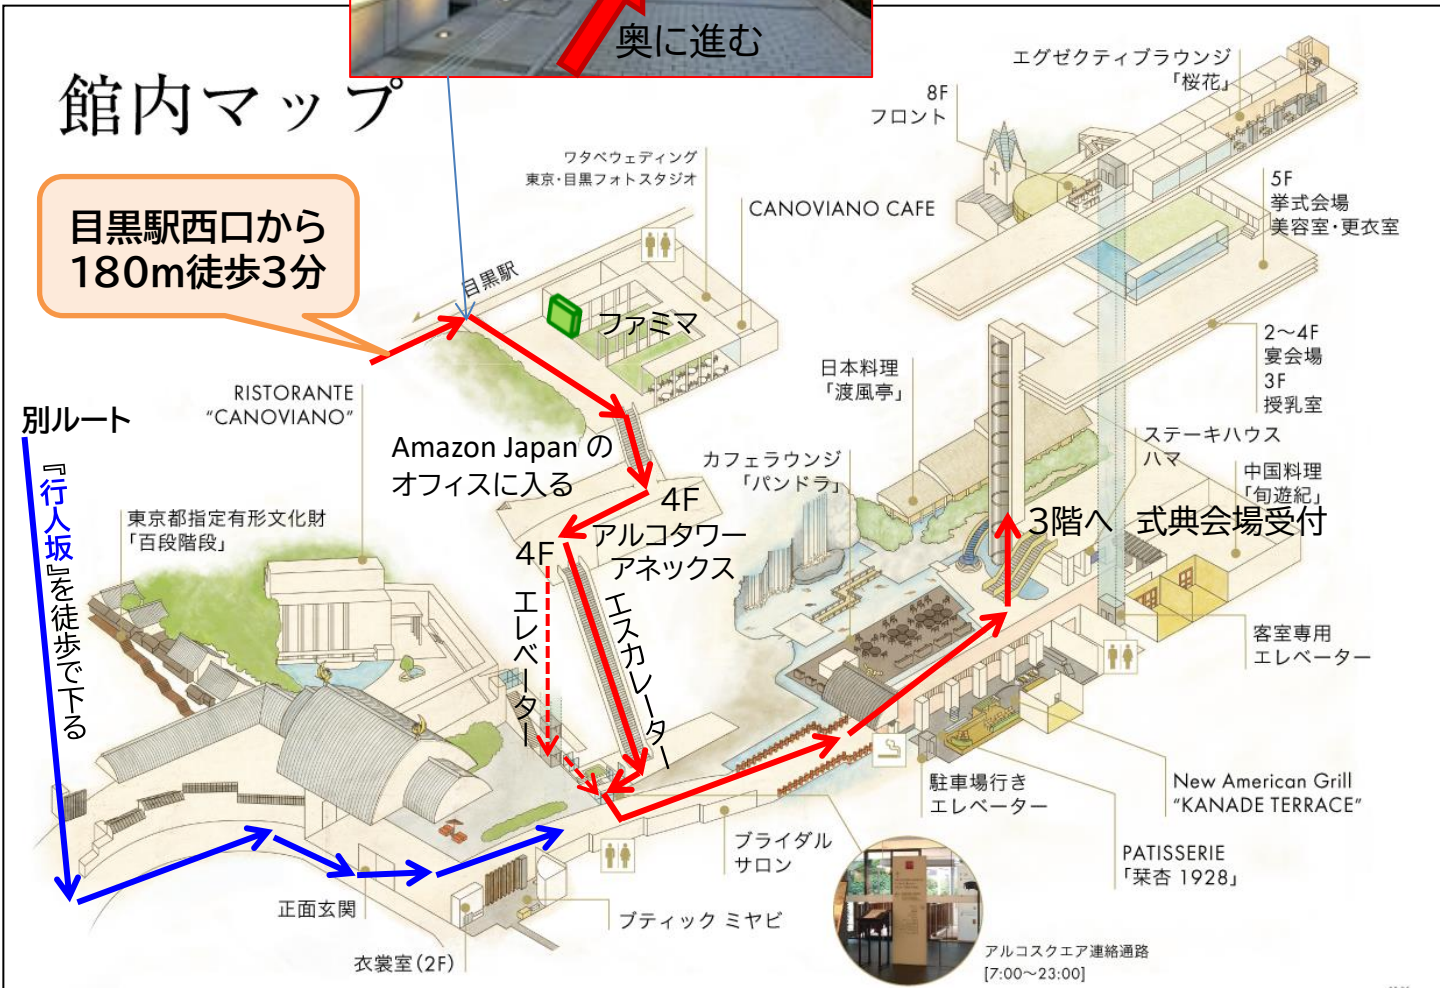 奥に進む
館内マップ
目黒駅西口から
180m徒歩3分
ワタベウェディング
東京・目黒フォトスタジオ
CANOVIANO CAFE
目黒駅
ファミマ
エグゼクティブラウンジ
「桜花」
8F
フロント
5F
挙式会場
美容室・更衣室
2〜4F
宴会場
3F
授乳室
RISTORANTE
“CANOVIANO”
別ルート
『行人坂』を徒歩で下る
東京都指定有形文化財
「百段階段」
Amazon Japan の
オフィスに入る
4F
アルコタワー
アネックス
4F
エレベーター
エスカレーター
日本料理
「渡風亭」
カフェラウンジ
「パンドラ」
ステーキハウス
ハマ
中国料理
「旬遊紀」
3階へ 式典会場受付
客室専用
エレベーター
駐車場行き
エレベーター
New American Grill
“KANADE TERRACE”
PATISSERIE
「栞杏 1928」
ブライダル
サロン
正面玄関
ブティック ミヤビ
衣裳室(2F)
アルコスクエア連絡通路
[7:00〜23:00]